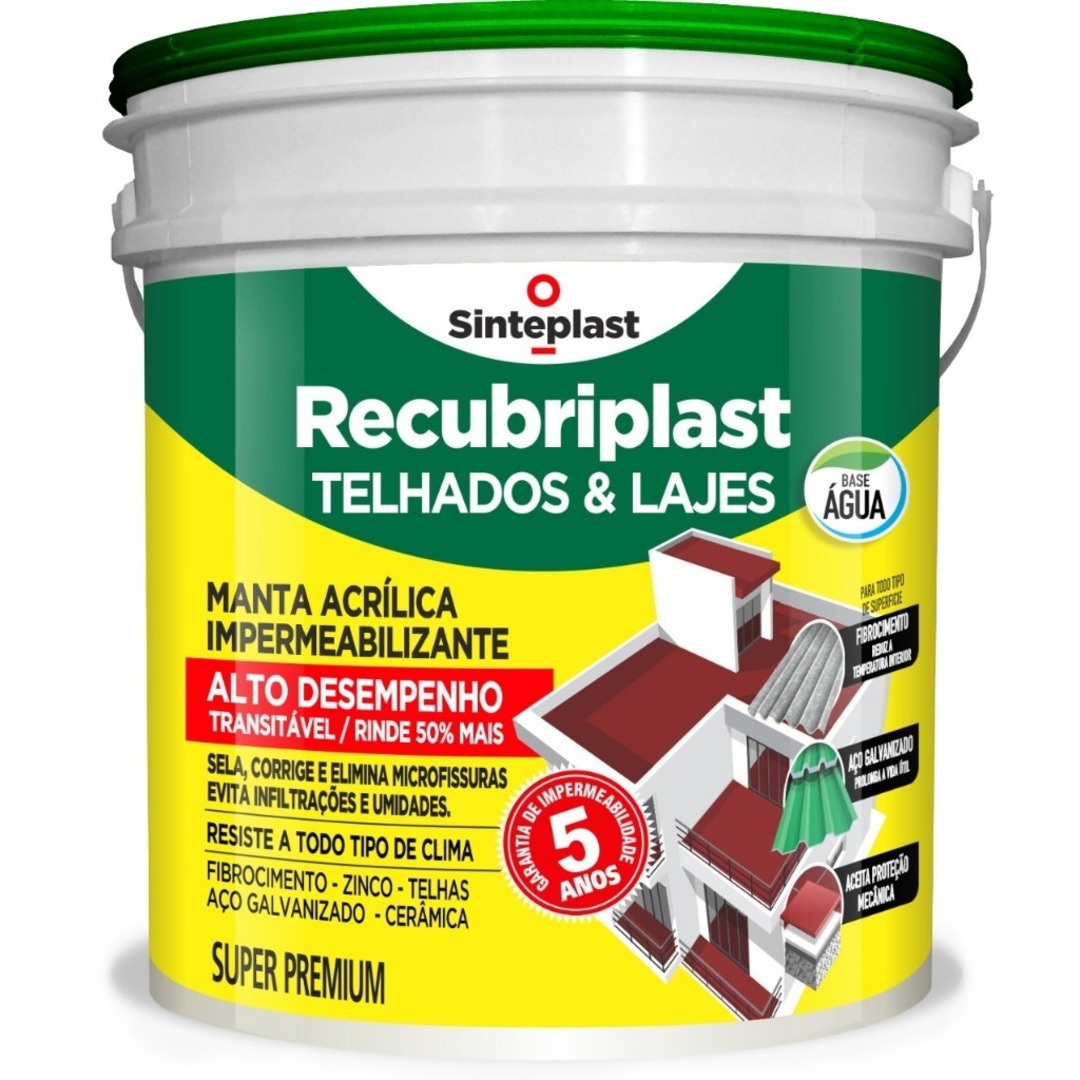 Sinteplast
Recubriplast
TELHADOS & LAJES
BASE
ÁGUA
MANTA ACRÍLICA
IMPERMEABILIZANTE
ALTO DESEMPENHO
TRANSITÁVEL / RINDE 50% MAIS
SELA, CORRIGE E ELIMINA MICROFISSURAS
EVITA INFILTRAÇÕES E UMIDADES.
RESISTE A TODO TIPO DE CLIMA
FIBROCIMENTO - ZINCO - TELHAS
AÇO GALVANIZADO - CERÂMICA
SUPER PREMIUM
GARANTIA DE IMPERMEABILIDADE
5
ANOS
PARA TODO TIPO
DE SUPERFICIE
FIBROCIMENTO
REDUZ A
TEMPERATURA INTERIOR
AÇO GALVANIZADO
PROLONGA A VIDA ÚTIL
ACEITA PROTEÇÃO
MECÂNICA